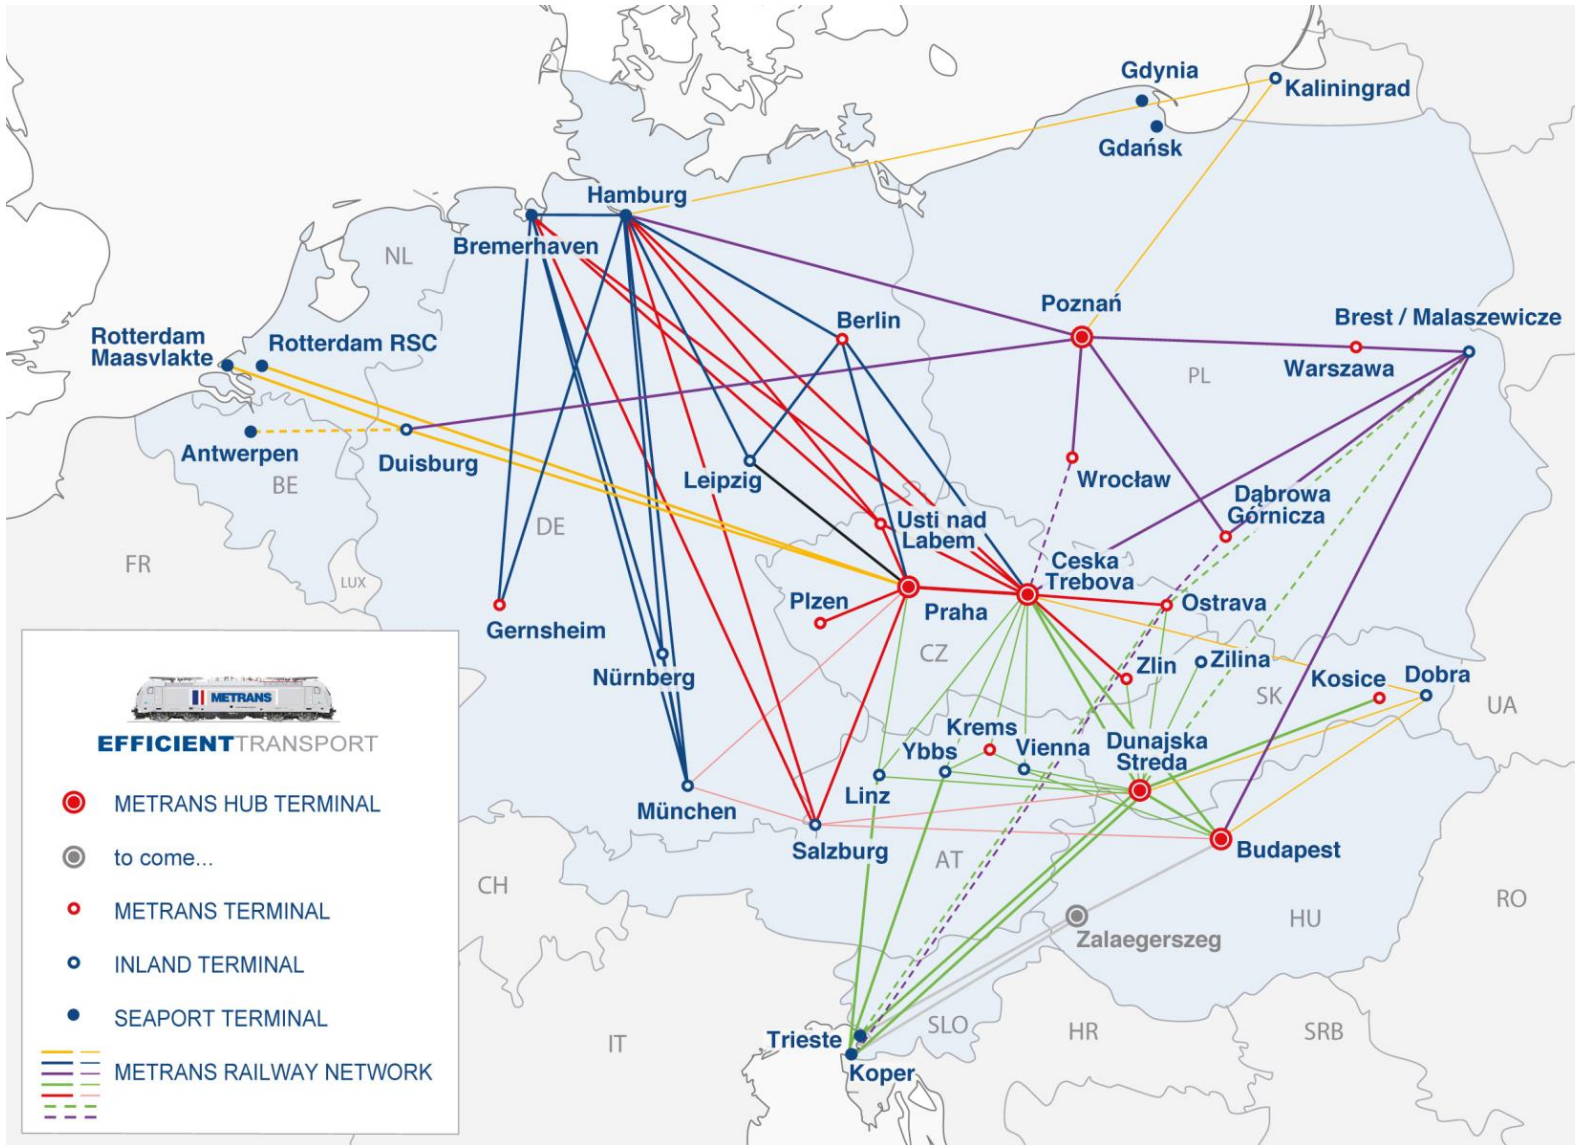 Gdynia
Kaliningrad
Gdańsk
Hamburg
Bremerhaven
NL
Poznań
Berlin
Brest / Malaszewicze
Rotterdam
Maasvlakte
Rotterdam RSC
Warszawa
PL
Antwerpen
Duisburg
BE
Leipzig
Wrocław
Dąbrowa
Górnicza
DE
Usti nad
Labem
Ceska
Trebova
FR
LUX
Plzen
Praha
Ostrava
Gernsheim
CZ
Nürnberg
Zlin
Zilina
Kosice
Dobra
SK
UA
Krems
Ybbs
Vienna
Dunajska
Streda
Linz
München
Salzburg
Budapest
AT
CH
RO
HU
Zalaegerszeg
SLO
HR
SRB
IT
Trieste
Koper
METRANS
EFFICIENTTRANSPORT
METRANS HUB TERMINAL
to come...
METRANS TERMINAL
INLAND TERMINAL
SEAPORT TERMINAL
METRANS RAILWAY NETWORK